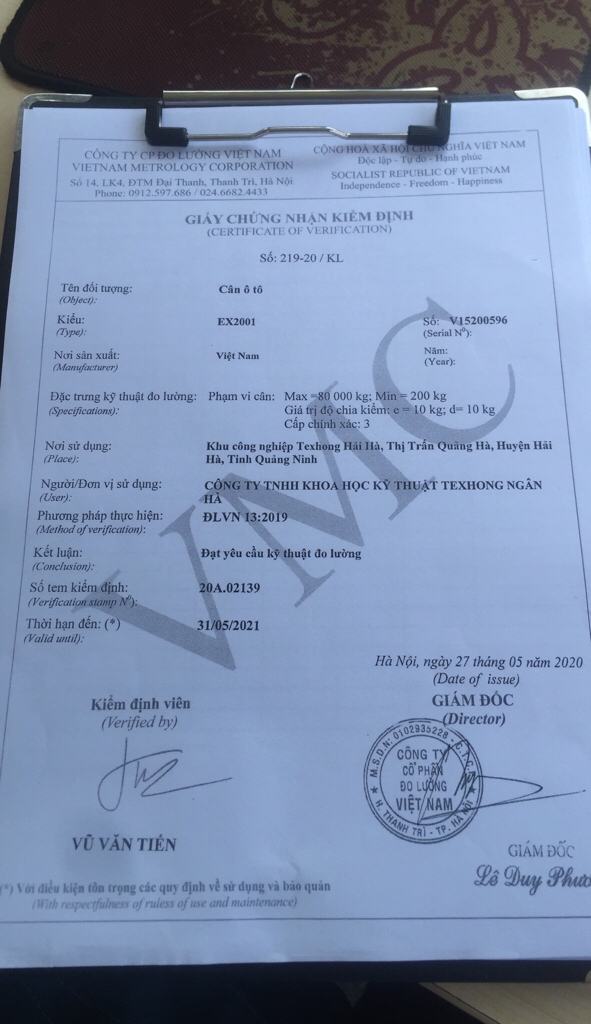 CÔNG TY CP ĐO LƯỜNG VIỆT NAM
VIETNAM METROLOGY CORPORATION
Số 14, LK4, ĐTM Đại Thanh, Thanh Trì, Hà Nội
Phone: 0912.597.686 / 024.6682.4433
CỘNG HOÀ XÃ HỘI CHỦ NGHĨA VIỆT NAM
Độc lập - Tự do - Hạnh phúc
SOCIALIST REPUBLIC OF VIETNAM
Independence - Freedom - Happiness
GIẤY CHỨNG NHẬN KIỂM ĐỊNH
(CERTIFICATE OF VERIFICATION)
Số: 219-20 / KL
Tên đối tượng: Cân ô tô
(Object):
Kiểu: EX2001 Số: V15200596
(Type): (Serial Nº):
Nơi sản xuất: Việt Nam Năm:
(Manufacturer) (Year):
Đặc trưng kỹ thuật đo lường: Phạm vi cân: Max =80 000 kg; Min = 200 kg
(Specifications): Giá trị độ chia kiểm: e = 10 kg; d= 10 kg
Cấp chính xác: 3
Nơi sử dụng: Khu công nghiệp Texhong Hải Hà, Thị Trấn Quảng Hà, Huyện Hải
(Place): Hà, Tỉnh Quảng Ninh
Người/Đơn vị sử dụng: CÔNG TY TNHH KHOA HỌC KỸ THUẬT TEXHONG NGÂN
(User): HÀ
Phương pháp thực hiện: ĐLVN 13:2019
(Method of verification):
Kết luận: Đạt yêu cầu kỹ thuật đo lường
(Conclusion):
Số tem kiểm định: 20A.02139
(Verification stamp Nº):
Thời hạn đến: (*) 31/05/2021
(Valid until):
VMC
Hà Nội, ngày 27 tháng 05 năm 2020
(Date of issue)
Kiểm định viên
(Verified by)
GIÁM ĐỐC
(Director)
M.S.D.N: 0102935228 - C.T.C.P
CÔNG TY
CỔ PHẦN
ĐO LƯỜNG
VIỆT NAM
H. THANH TRÌ - TP. HÀ NỘI
VŨ VĂN TIẾN
GIÁM ĐỐC
Lê Duy
(*) Với điều kiện tôn trọng các quy định về sử dụng và bảo quản
(With respectfulness of ruless of use and maintenance)